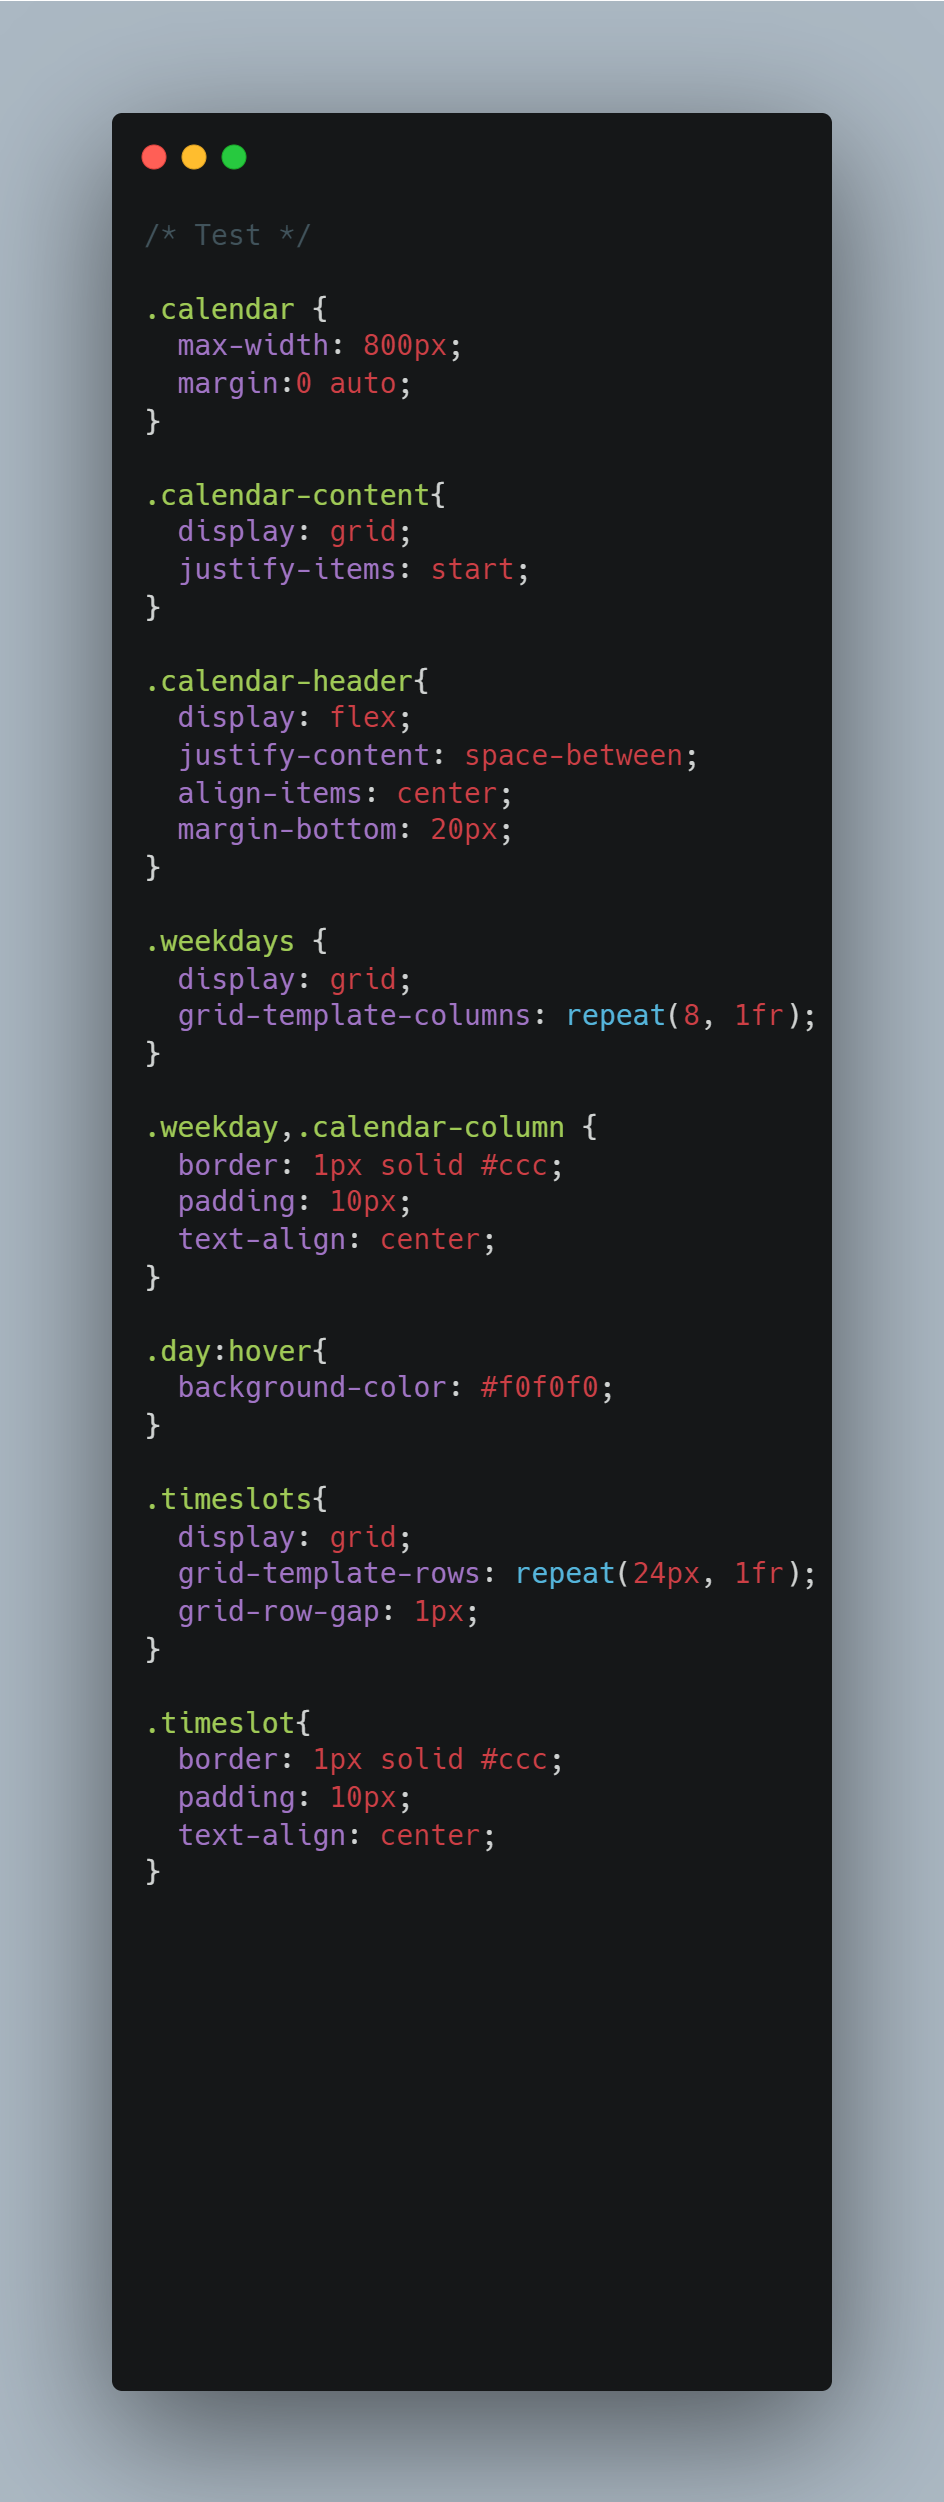 /* Test */

.calendar {
  max-width: 800px;
  margin:0 auto;
}

.calendar-content{
  display: grid;
  justify-items: start;
}

.calendar-header{
  display: flex;
  justify-content: space-between;
  align-items: center;
  margin-bottom: 20px;
}

.weekdays {
  display: grid;
  grid-template-columns: repeat(8, 1fr);
}

.weekday,.calendar-column {
  border: 1px solid #ccc;
  padding: 10px;
  text-align: center;
}

.day:hover{
  background-color: #f0f0f0;
}

.timeslots{
  display: grid;
  grid-template-rows: repeat(24px, 1fr);
  grid-row-gap: 1px;
}

.timeslot{
  border: 1px solid #ccc;
  padding: 10px;
  text-align: center;
}